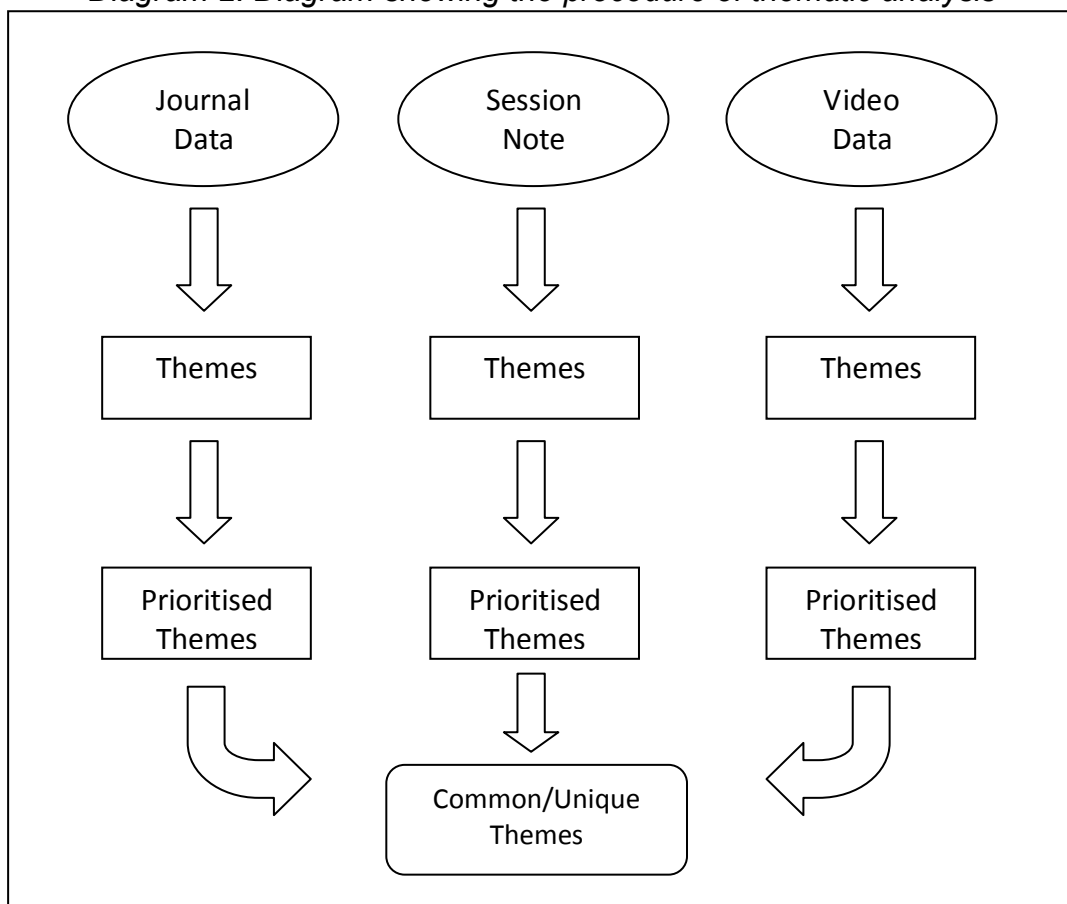 Diagram 2: Diagram showing the procedure of thematic analysis
Journal
Data
Session
Note
Video
Data
Themes
Themes
Themes
Prioritised
Themes
Prioritised
Themes
Prioritised
Themes
Common/Unique
Themes